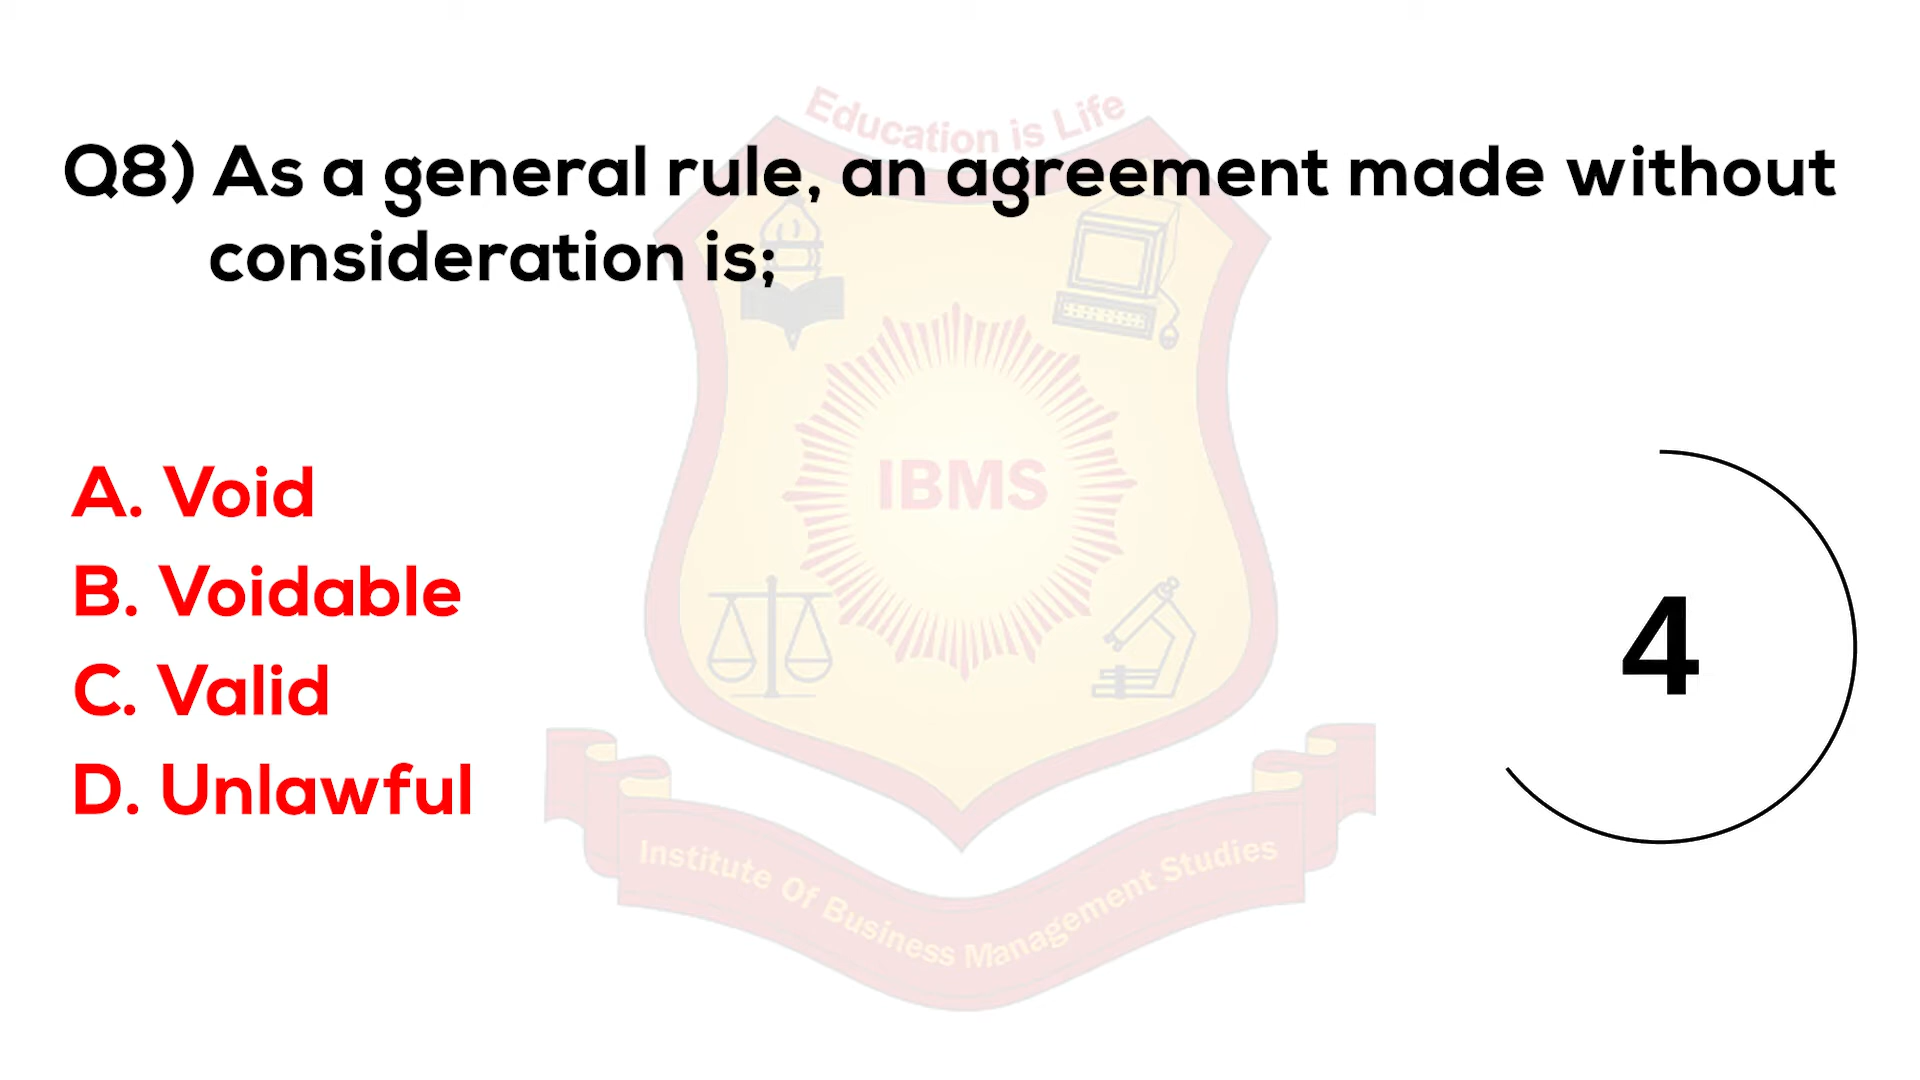 Education is Life
Q8) As a general rule, an agreement made without
consideration is;
IBMS
A. Void
B. Voidable
C. Valid
D. Unlawful
4
Institute Of Business Management Studies